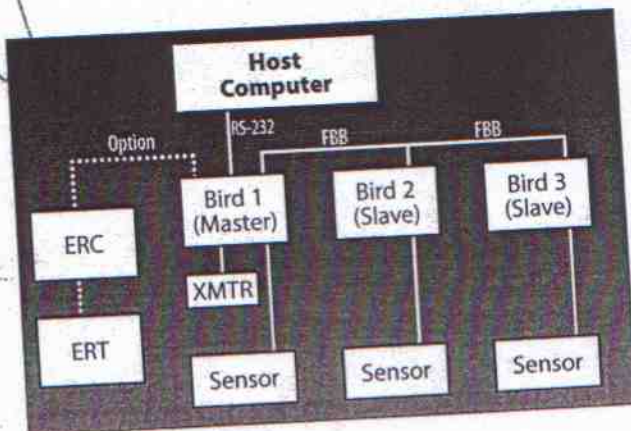 Host
Computer
RS-232
Option
FBB
FBB
Bird 1
(Master)
Bird 2
(Slave)
Bird 3
(Slave)
ERC
XMTR
ERT
Sensor
Sensor
Sensor